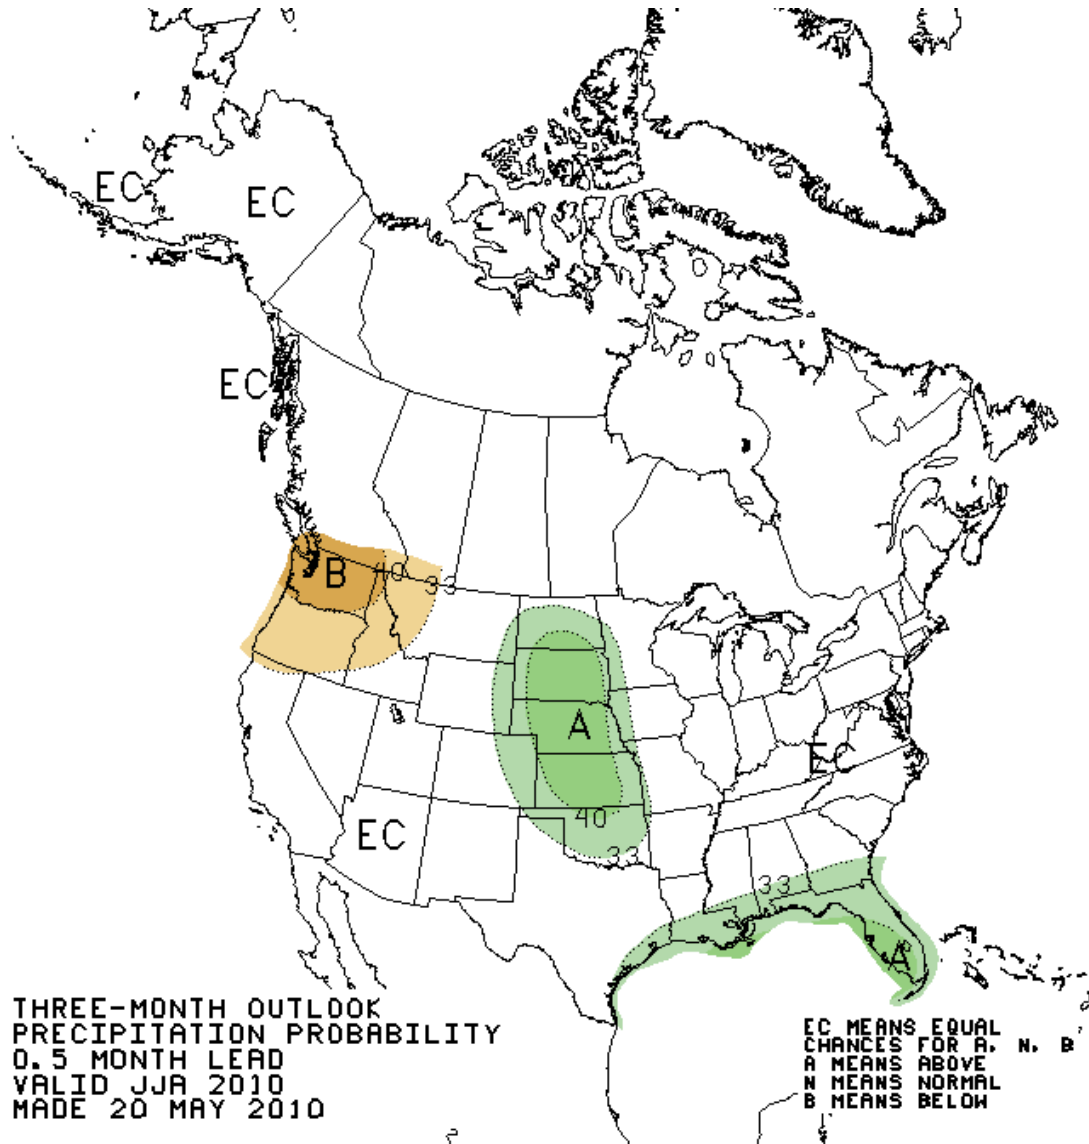 EC
EC
EC
B
40
33
A
EC
EC
40
33
33
A
THREE-MONTH OUTLOOK
PRECIPITATION PROBABILITY
0.5 MONTH LEAD
VALID JJA 2010
MADE 20 MAY 2010
EC MEANS EQUAL
CHANCES FOR A, N, B
A MEANS ABOVE
N MEANS NORMAL
B MEANS BELOW